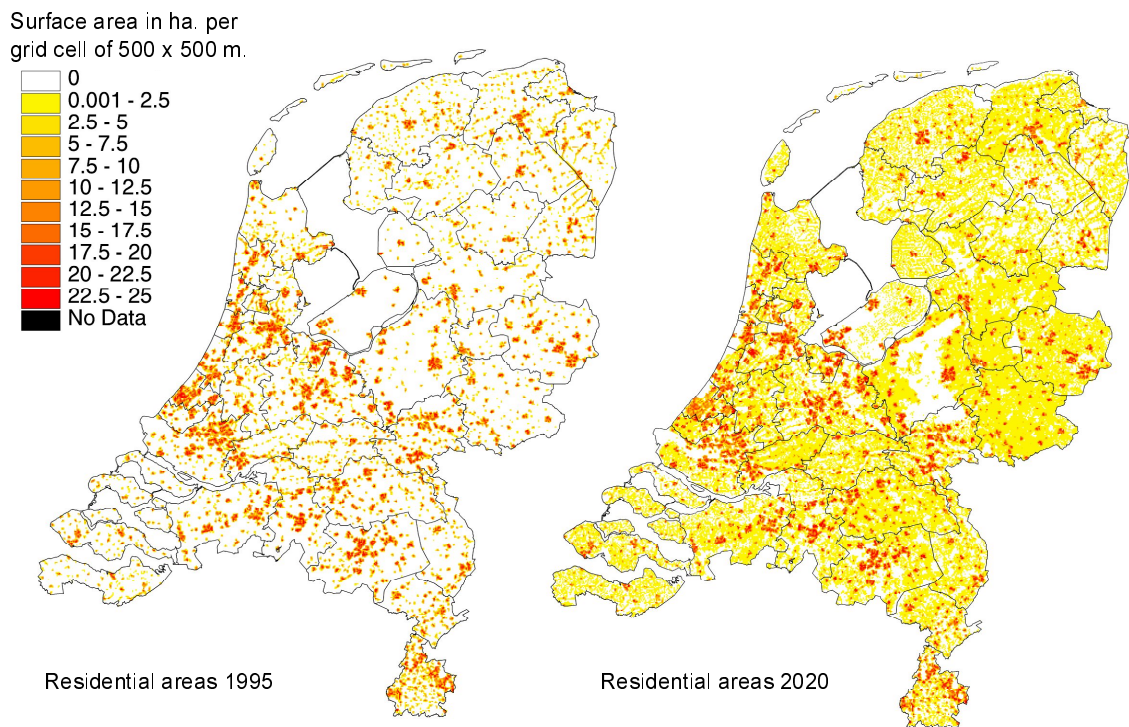 Surface area in ha. per
grid cell of 500 x 500 m.
0
0.001 - 2.5
2.5 - 5
5 - 7.5
7.5 - 10
10 - 12.5
12.5 - 15
15 - 17.5
17.5 - 20
20 - 22.5
22.5 - 25
No Data
Residential areas 1995
Residential areas 2020